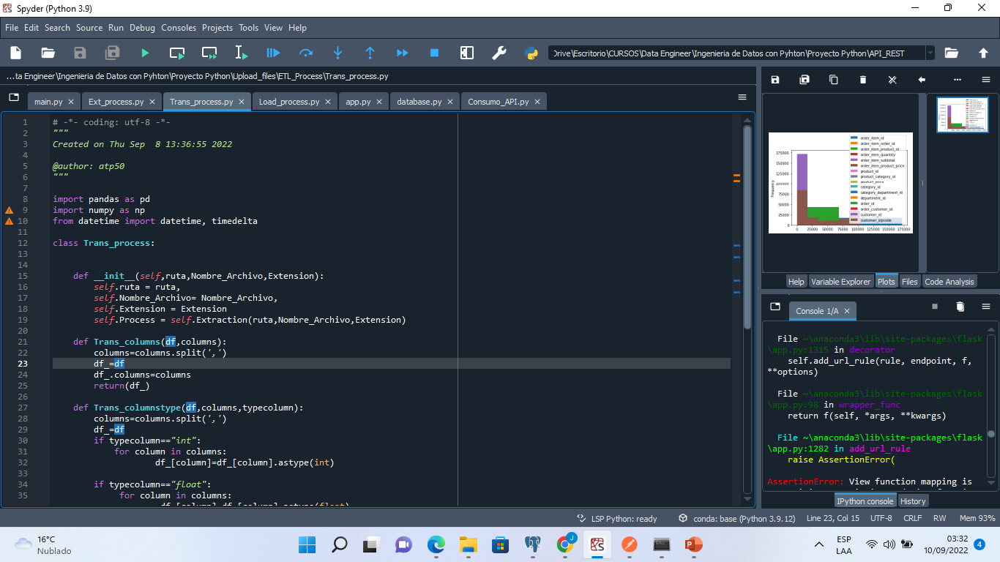 Spyder (Python 3.9)
File Edit Search Source Run Debug Consoles Projects Tools View Help
Drive\Escritorio\CURSOS\Data Engineer\Ingenieria de Datos con Pyhton\Proyecto Python\API_REST
...ta Engineer\Ingenieria de Datos con Pyhton\Proyecto Python\Upload_files\ETL_Process\Trans_process.py
main.py Ext_process.py Trans_process.py Load_process.py app.py database.py Consumo_API.py
1 # -*- coding: utf-8 -*-
2 """
3 Created on Thu Sep  8 13:36:55 2022
4
5 @author: atp50
6 """
7
8 import pandas as pd
9 import numpy as np
10 from datetime import datetime, timedelta
11
12 class Trans_process:
13
14
15     def __init__(self,ruta,Nombre_Archivo,Extension):
16         self.ruta = ruta,
17         self.Nombre_Archivo= Nombre_Archivo,
18         self.Extension = Extension
19         self.Process = self.Extraction(ruta,Nombre_Archivo,Extension)
20
21     def Trans_columns(df,columns):
22         columns=columns.split(',')
23         df_=df
24         df_.columns=columns
25         return(df_)
26
27     def Trans_columnstype(df,columns,typecolumn):
28         columns=columns.split(',')
29         df_=df
30         if typecolumn=="int":
31             for column in columns:
32                     df_[column]=df_[column].astype(int)
33
34         if typecolumn=="float":
35              for column in columns:
order_item_id
order_item_order_id
order_item_product_id
order_item_quantity
order_item_subtotal
order_item_product_price
product_id
product_category_id
product_price
category_id
category_department_id
department_id
order_id
order_customer_id
customer_id
customer_zipcode
175000
150000
125000
100000
75000
50000
25000
0
Frequency
0 25000 50000 75000 100000 125000 150000 175000
Help Variable Explorer Plots Files Code Analysis
Console 1/A
File ~\anaconda3\lib\site-packages\flask
\app.py:1315 in decorator
self.add_url_rule(rule, endpoint, f,
**options)
File ~\anaconda3\lib\site-packages\flask
\app.py:98 in wrapper_func
return f(self, *args, **kwargs)
File ~\anaconda3\lib\site-packages\flask
\app.py:1282 in add_url_rule
raise AssertionError(
AssertionError: View function mapping is
IPython console History
LSP Python: ready conda: base (Python 3.9.12) Line 23, Col 15 UTF-8 CRLF RW Mem 93%
16°C
Nublado
J
ESP
LAA
03:32
10/09/2022
4